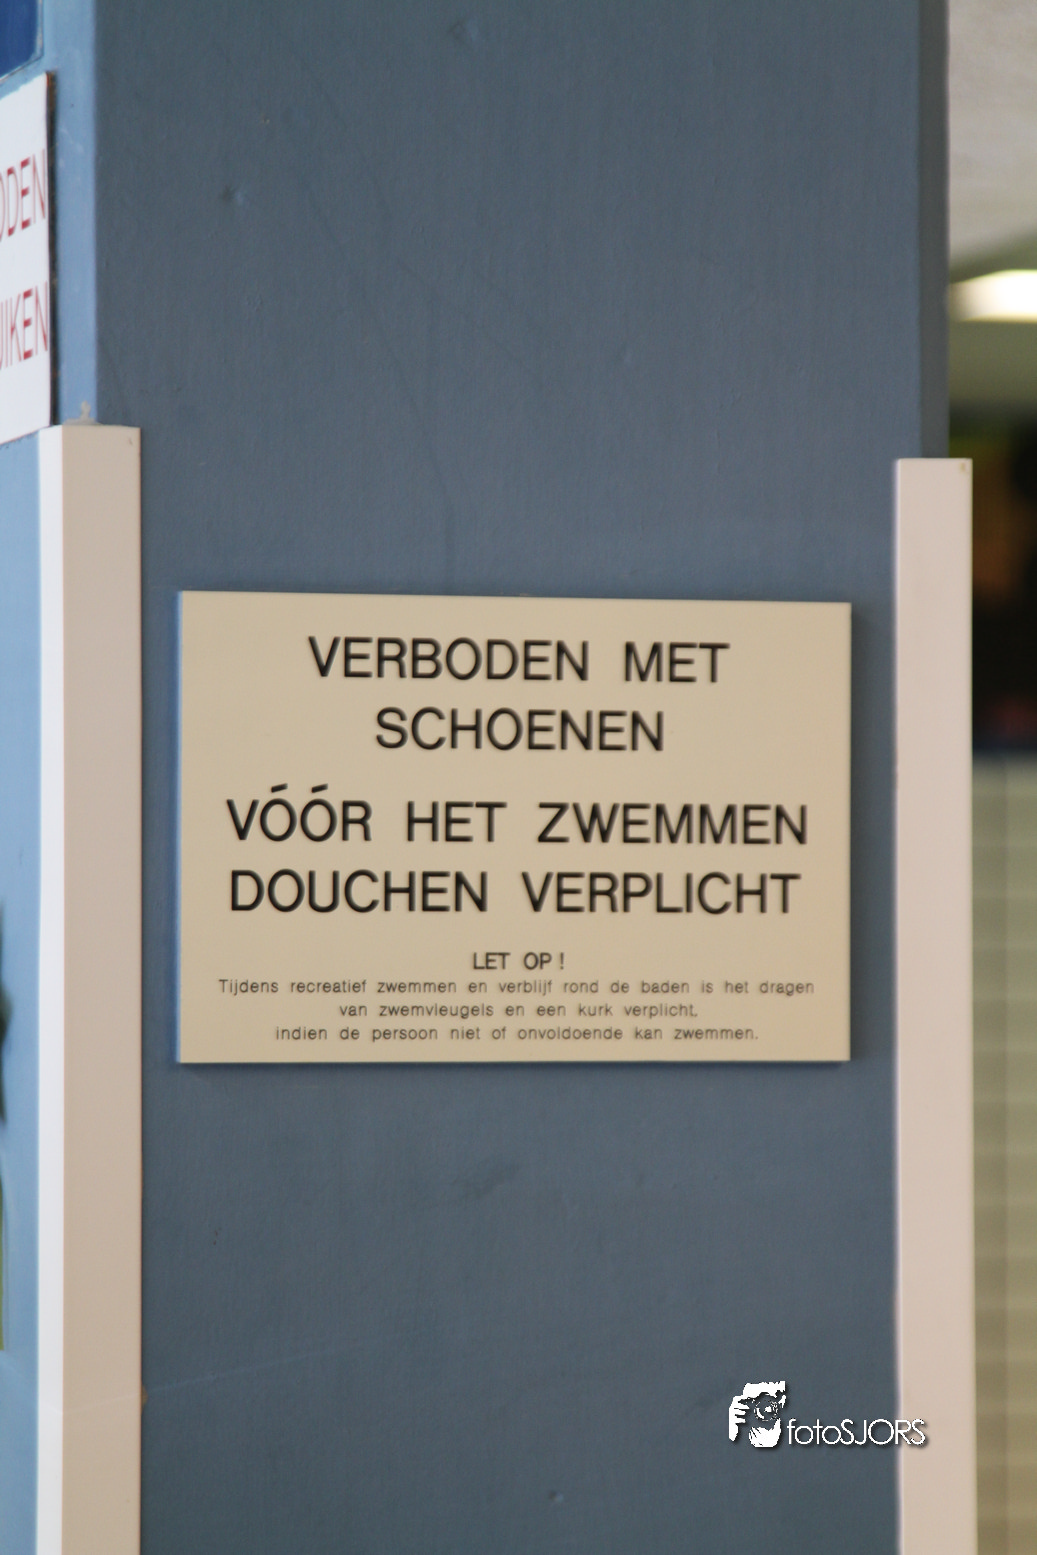 VERBODEN MET
SCHOENEN
VÓÓR HET ZWEMMEN
DOUCHEN VERPLICHT
LET OP!
Tijdens recreatief zwemmen en verblijf rond de baden is het dragen
van zwemvleugels en een kurk verplicht,
indien de persoon niet of onvoldoende kan zwemmen.
fotoSJORS